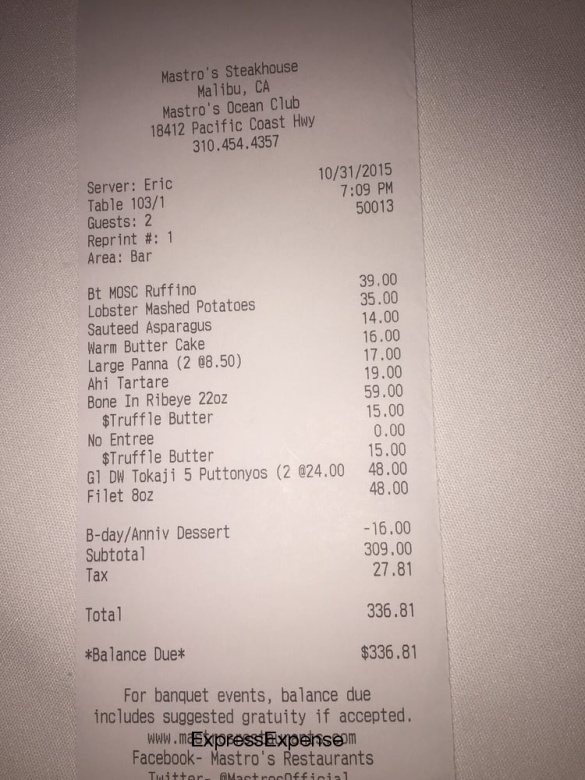 Mastro's Steakhouse
Malibu, CA
Mastro's Ocean Club
18412 Pacific Coast Hwy
310.454.4357
Server: Eric 10/31/2015
Table 103/1 7:09 PM
Guests: 2 50013
Reprint #: 1
Area: Bar
Bt MOSC Ruffino 39.00
Lobster Mashed Potatoes 35.00
Sauteed Asparagus 14.00
Warm Butter Cake 16.00
Large Panna (2 @8.50) 17.00
Ahi Tartare 19.00
Bone In Ribeye 22oz 59.00
$Truffle Butter 15.00
No Entree 0.00
$Truffle Butter 15.00
Gl DW Tokaji 5 Puttonyos (2 @24.00 48.00
Filet 8oz 48.00
B-day/Anniv Dessert -16.00
Subtotal 309.00
Tax 27.81
Total 336.81
*Balance Due* $336.81
For banquet events, balance due
includes suggested gratuity if accepted.
ExpressExpense
Facebook- Mastro's Restaurants
Twitter- @MastrosOfficial